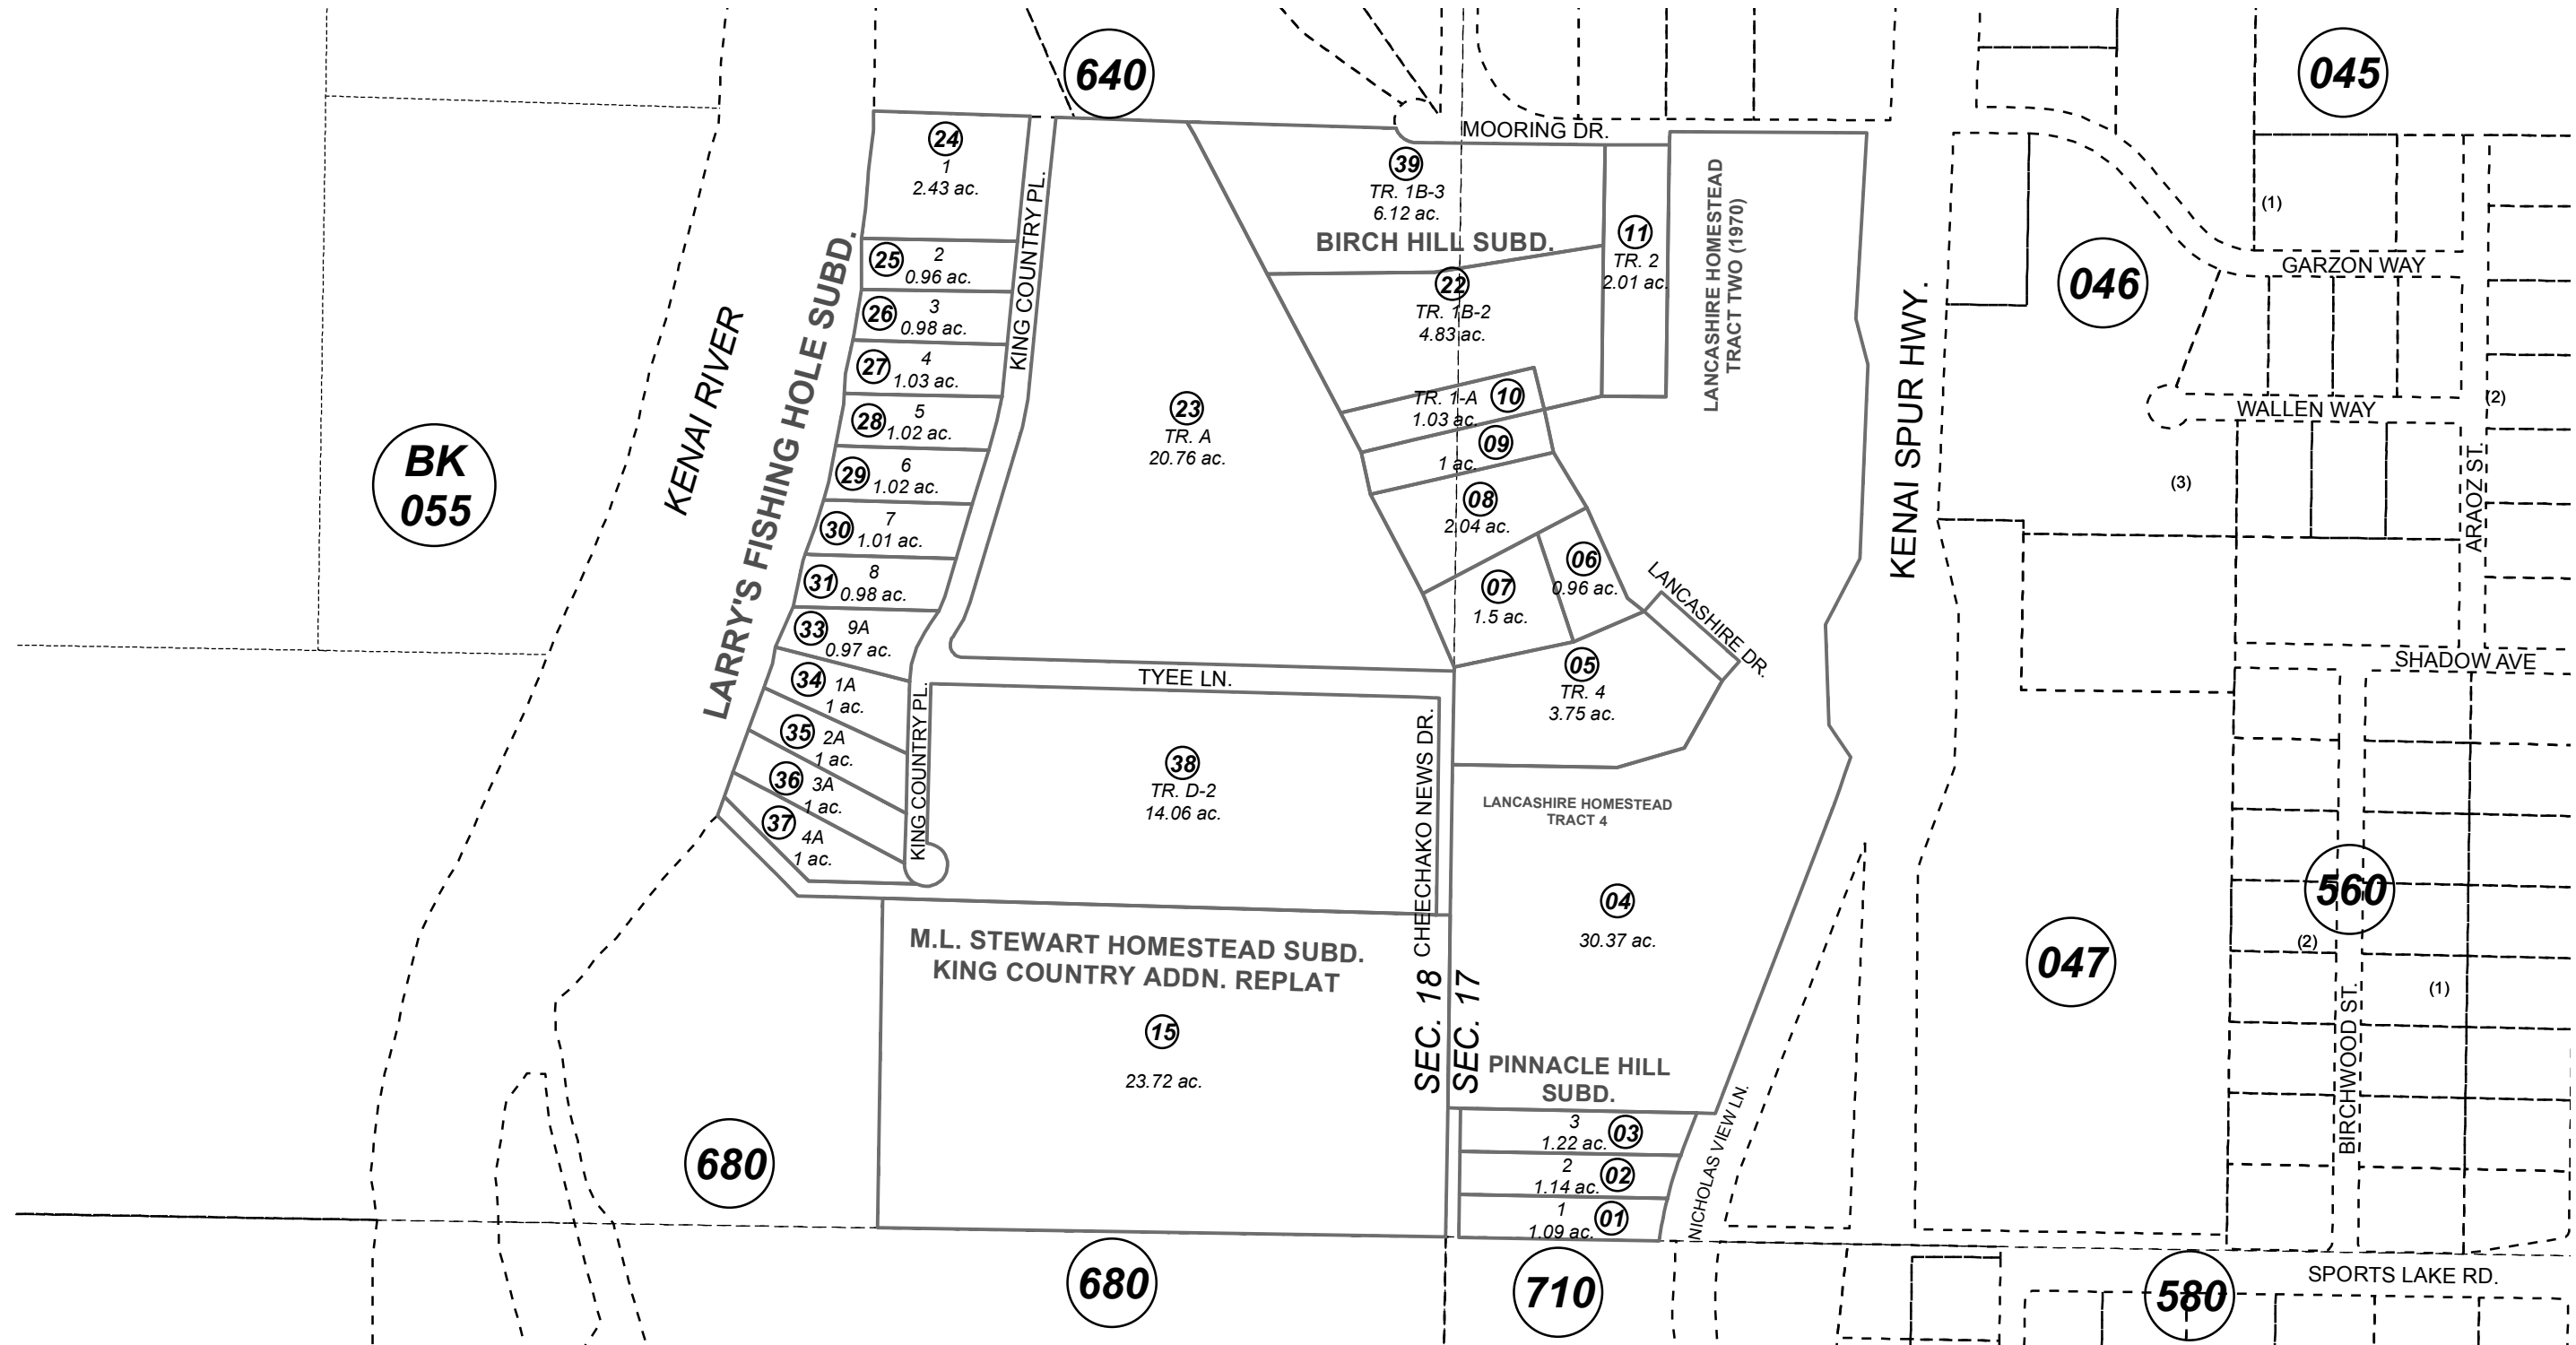 640
045
MOORING DR.
24
1
2.43 ac.
39
TR. 1B-3
6.12 ac.
BIRCH HILL SUBD.
11
TR. 2
2.01 ac.
LANCASHIRE HOMESTEAD
TRACT TWO (1970)
(1)
GARZON WAY
046
25
2
0.96 ac.
22
TR. 1B-2
4.83 ac.
26
3
0.98 ac.
KING COUNTRY PL.
KENAI RIVER
LARRY'S FISHING HOLE SUBD.
KENAI SPUR HWY.
27
4
1.03 ac.
28
5
1.02 ac.
23
TR. A
20.76 ac.
TR. 1-A
10
1.03 ac.
09
1 ac.
WALLEN WAY
(2)
BK
055
29
6
1.02 ac.
08
2.04 ac.
(3)
ARAOZ ST.
30
7
1.01 ac.
31
8
0.98 ac.
07
1.5 ac.
06
0.96 ac.
LANCASHIRE DR.
33
9A
0.97 ac.
SHADOW AVE
TYEE LN.
05
TR. 4
3.75 ac.
34
1A
1 ac.
35
2A
1 ac.
36
3A
1 ac.
37
4A
1 ac.
KING COUNTRY PL.
38
TR. D-2
14.06 ac.
CHEECHAKO NEWS DR.
LANCASHIRE HOMESTEAD
TRACT 4
04
30.37 ac.
560
(2)
(1)
047
M.L. STEWART HOMESTEAD SUBD.
KING COUNTRY ADDN. REPLAT
15
23.72 ac.
SEC. 18
SEC. 17
PINNACLE HILL
SUBD.
BIRCHWOOD ST.
3
1.22 ac.
03
2
1.14 ac.
02
1
1.09 ac.
01
NICHOLAS VIEW LN.
680
680
710
580
SPORTS LAKE RD.